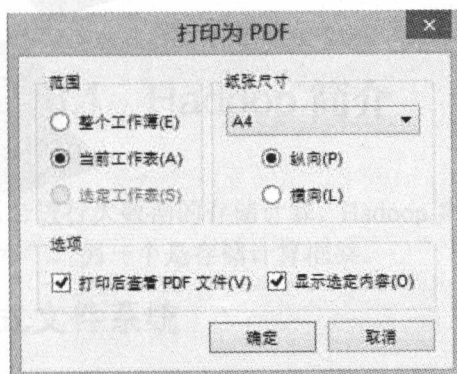 打印为 PDF
范围
整个工作簿(E)
当前工作表(A)
选定工作表(S)
纸张尺寸
A4
纵向(P)
横向(L)
选项
打印后查看 PDF 文件(V)
显示选定内容(O)
确定
取消